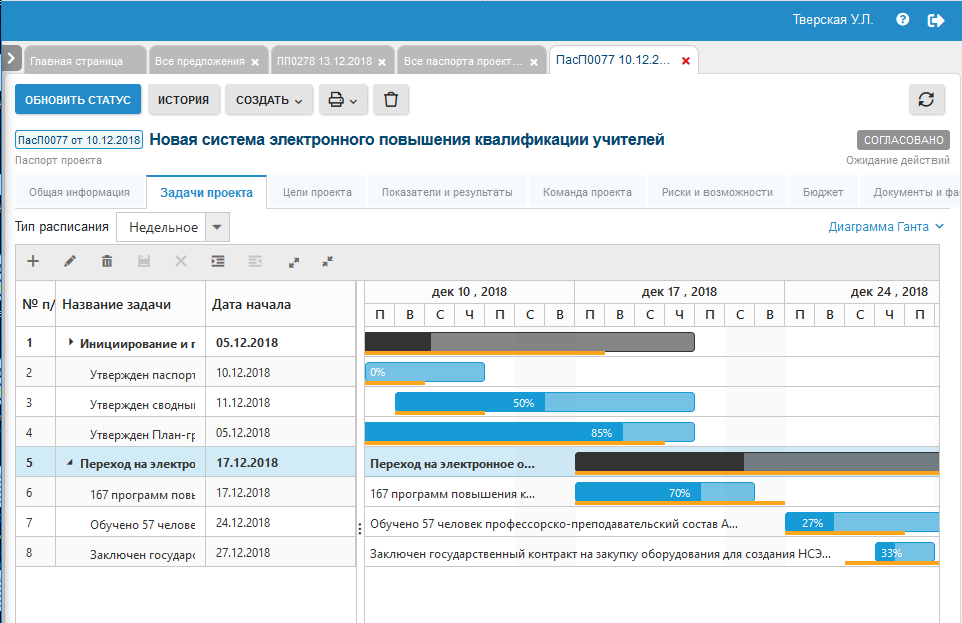 Тверская У.Л.
Главная страница
Все предложения
ПП0278 13.12.2018
Все паспорта проект...
ПасП0077 10.12.2...
ОБНОВИТЬ СТАТУС
ИСТОРИЯ
СОЗДАТЬ
ПасП0077 от 10.12.2018 Новая система электронного повышения квалификации учителей
СОГЛАСОВАНО
Паспорт проекта
Ожидание действий
Общая информация
Задачи проекта
Цели проекта
Показатели и результаты
Команда проекта
Риски и возможности
Бюджет
Документы и фа
Тип расписания Недельное
Диаграмма Ганта
№ п/ Название задачи Дата начала
дек 10 , 2018 дек 17 , 2018 дек 24 , 2018
П В С Ч П С В П В С Ч П С В П В С Ч П
1 Инициирование и п 05.12.2018
2 Утвержден паспорт 10.12.2018 0%
3 Утвержден сводны 11.12.2018 50%
4 Утвержден План-гр 05.12.2018 85%
5 Переход на электро 17.12.2018 Переход на электронное о...
6 167 программ повы 17.12.2018 167 программ повышения к... 70%
7 Обучено 57 челове 24.12.2018 Обучено 57 человек профессорско-преподавательский состав А... 27%
8 Заключен государс 27.12.2018 Заключен государственный контракт на закупку оборудования для создания НСЭ... 33%